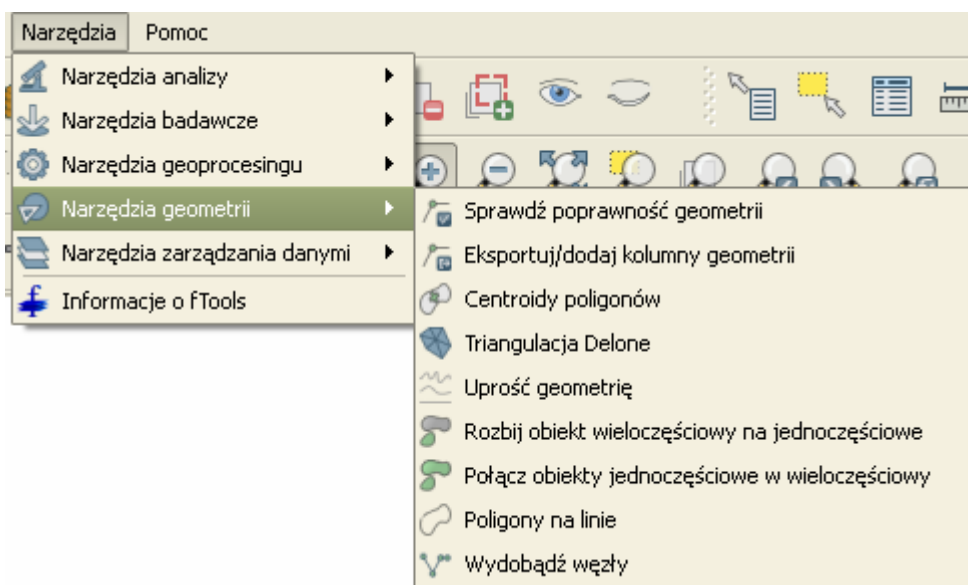 Narzędzia Pomoc
Narzędzia analizy
Narzędzia badawcze
Narzędzia geoprocesingu
Narzędzia geometrii
Narzędzia zarządzania danymi
Informacje o fTools
Sprawdź poprawność geometrii
Eksportuj/dodaj kolumny geometrii
Centroidy poligonów
Triangulacja Delone
Uprość geometrię
Rozbij obiekt wieloczęściowy na jednoczęściowe
Połącz obiekty jednoczęściowe w wieloczęściowy
Poligony na linie
Wydobądź węzły